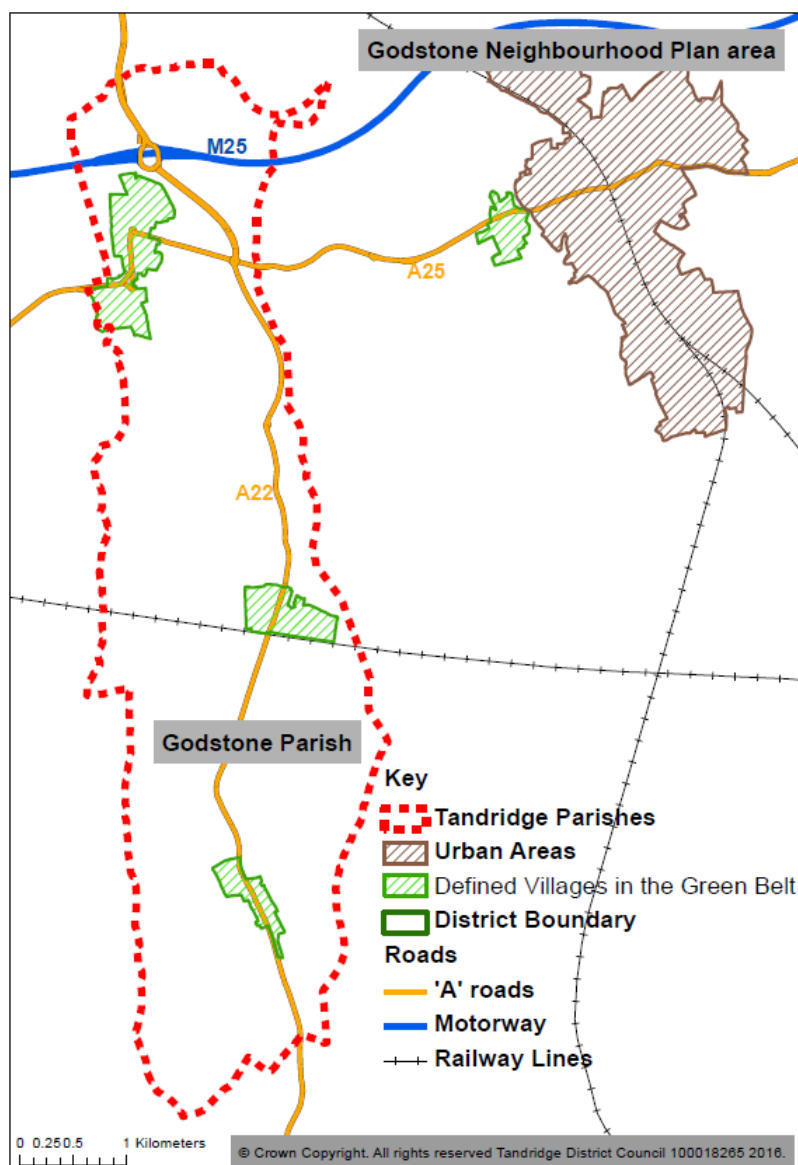 Godstone Neighbourhood Plan area
M25
A25
A22
Godstone Parish
Key
Tandridge Parishes
Urban Areas
Defined Villages in the Green Belt
District Boundary
Roads
'A' roads
Motorway
Railway Lines
0 0.25 0.5 1 Kilometers
© Crown Copyright. All rights reserved Tandridge District Council 100018265 2016.